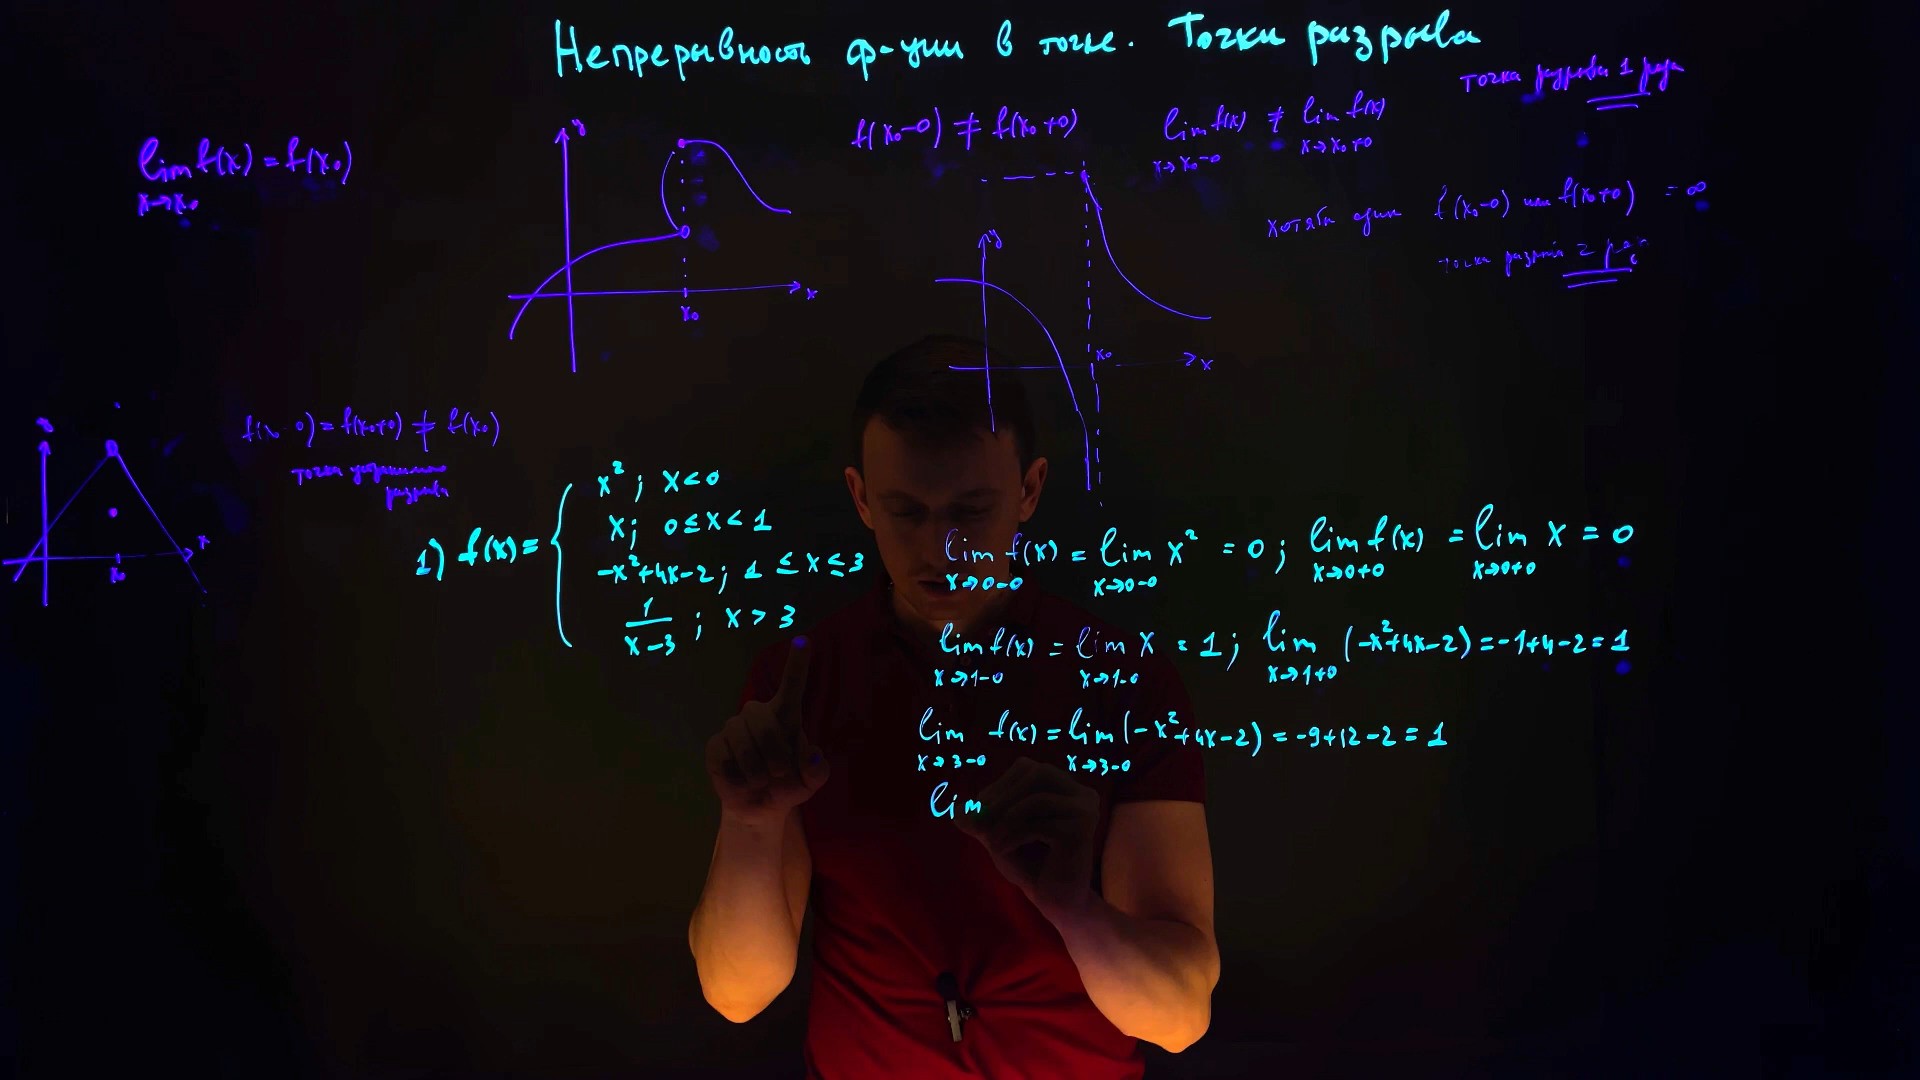 Непрерывность ф-ции в точке. Точки разрыва
точка разрыва 1 рода
lim f(x) = f(x₀)
x→x₀
y
x
x₀
f(x₀-0) ≠ f(x₀+0)
lim f(x) ≠ lim f(x)
x→x₀-0 x→x₀+0
хотябы один f(x₀-0) или f(x₀+0) = ∞
точка разрыва 2 рода
y
x₀
x
f(x₀-0) = f(x₀+0) ≠ f(x₀)
точка устранимого
разрыва
x
x₀
1) f(x) = {
x²; x<0
x; 0≤x<1
-x²+4x-2; 1≤x≤3
1/(x-3); x>3
lim f(x) = lim x² = 0; lim f(x) = lim x = 0
x→0-0 x→0-0 x→0+0 x→0+0
lim f(x) = lim x = 1; lim (-x²+4x-2) = -1+4-2 = 1
x→1-0 x→1-0 x→1+0
lim f(x) = lim (-x²+4x-2) = -9+12-2 = 1
x→3-0 x→3-0
lim